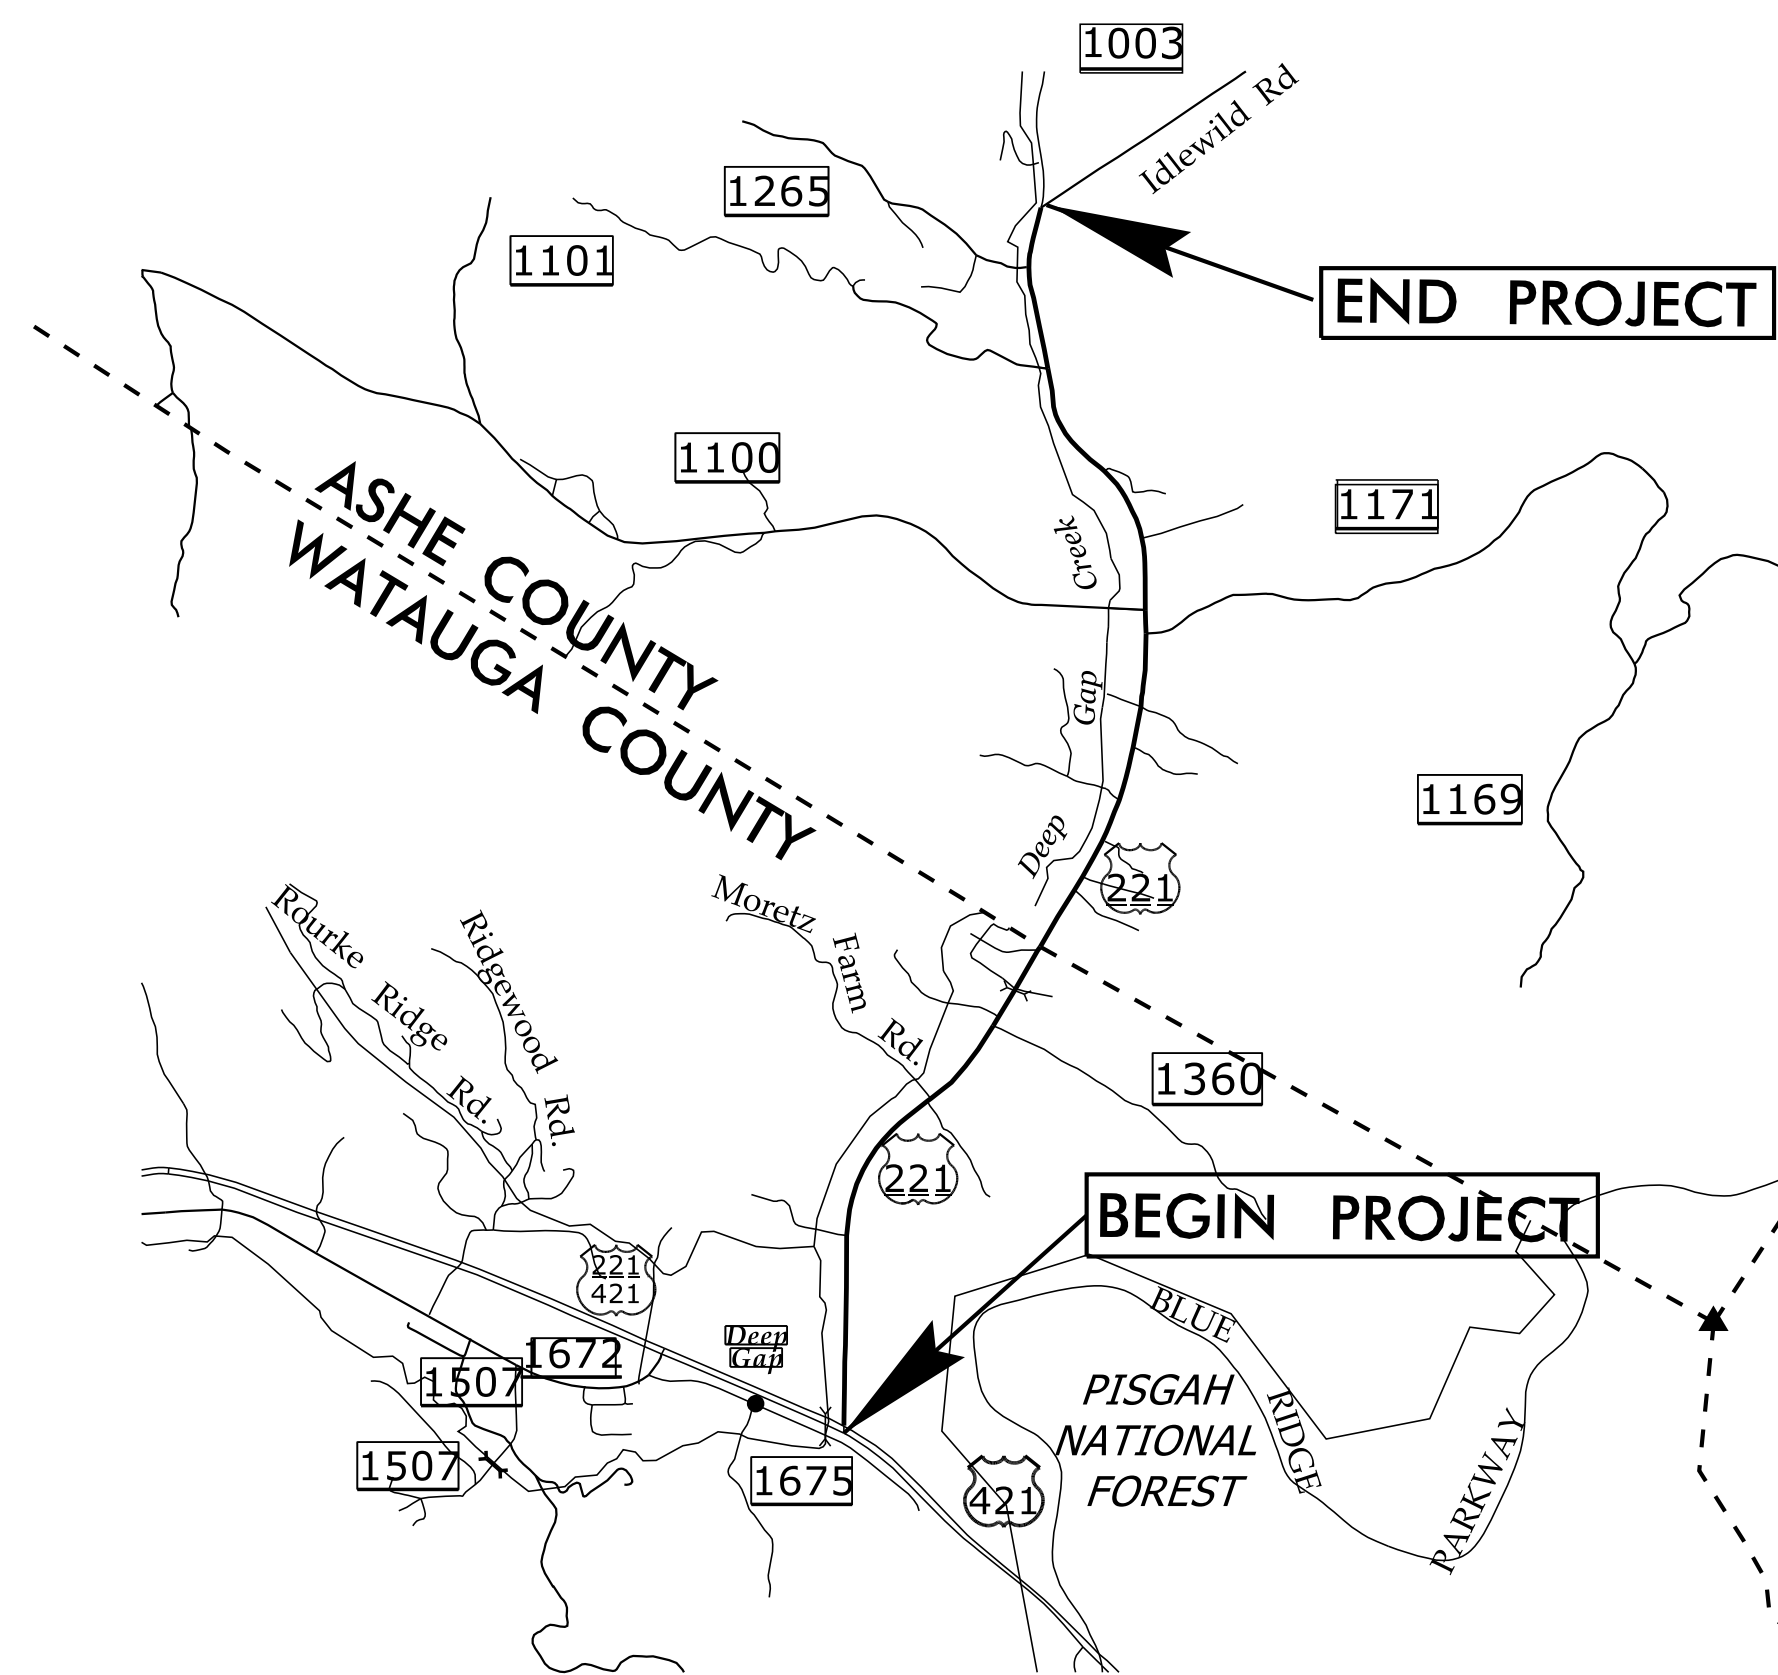 1003
Idlewild Rd
1265
1101
END PROJECT
1100
1171
ASHE COUNTY
WATAUGA COUNTY
Creek
Gap
Deep
1169
221
Moretz Farm Rd.
Rourke Ridge Rd.
Ridgewood Rd.
1360
221
BEGIN PROJECT
221
421
BLUE RIDGE PARKWAY
Deep
Gap
1672
1507
PISGAH
NATIONAL
FOREST
1507
1675
421